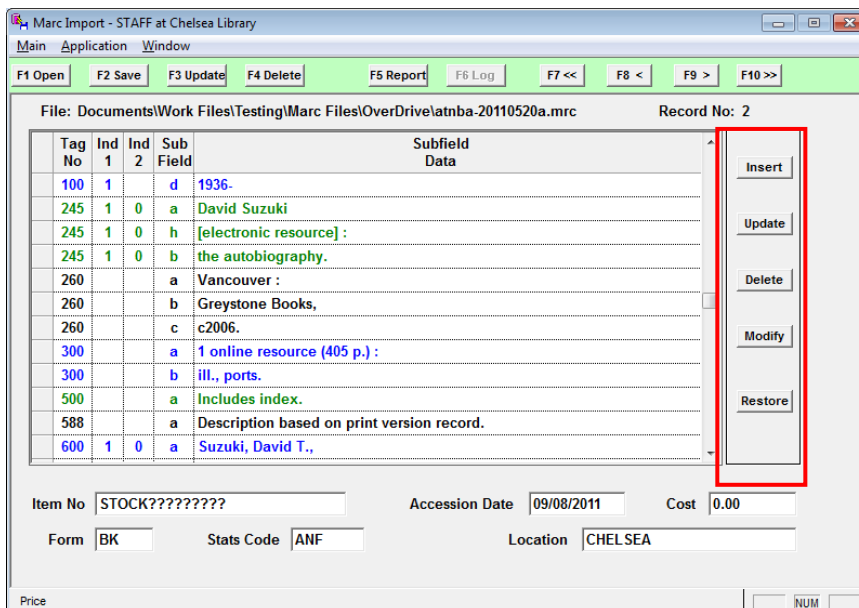 Marc Import - STAFF at Chelsea Library
Main Application Window
F1 Open F2 Save F3 Update F4 Delete F5 Report F6 Log F7 << F8 < F9 > F10 >>
File: Documents\Work Files\Testing\Marc Files\OverDrive\atnba-20110520a.mrc Record No: 2
Tag Ind Ind Sub Subfield
No 1 2 Field Data
100 1 d 1936-
245 1 0 a David Suzuki
245 1 0 h [electronic resource] :
245 1 0 b the autobiography.
260 a Vancouver :
260 b Greystone Books,
260 c c2006.
300 a 1 online resource (405 p.) :
300 b ill., ports.
500 a Includes index.
588 a Description based on print version record.
600 1 0 a Suzuki, David T.,
Insert
Update
Delete
Modify
Restore
Item No STOCK????????? Accession Date 09/08/2011 Cost 0.00
Form BK Stats Code ANF Location CHELSEA
Price NUM